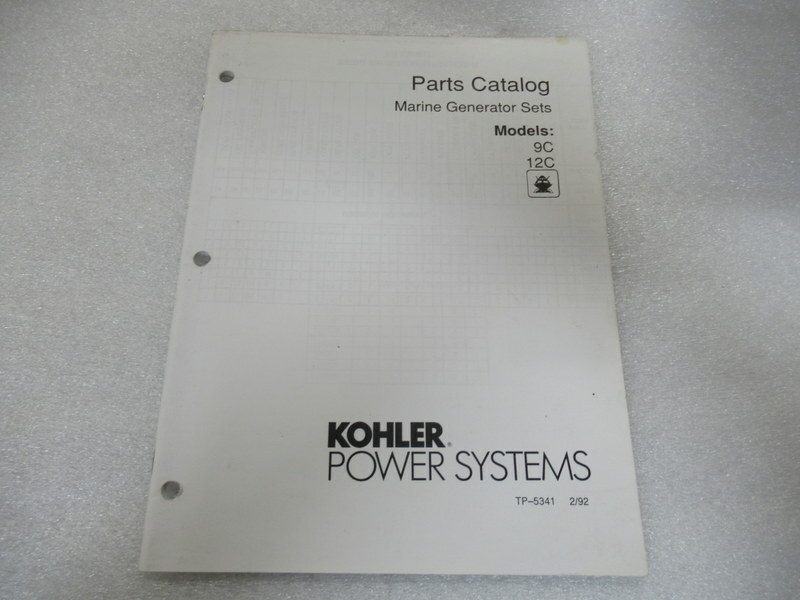 Parts Catalog
Marine Generator Sets
Models:
9C
12C
KOHLER®
POWER SYSTEMS
TP–5341 2/92